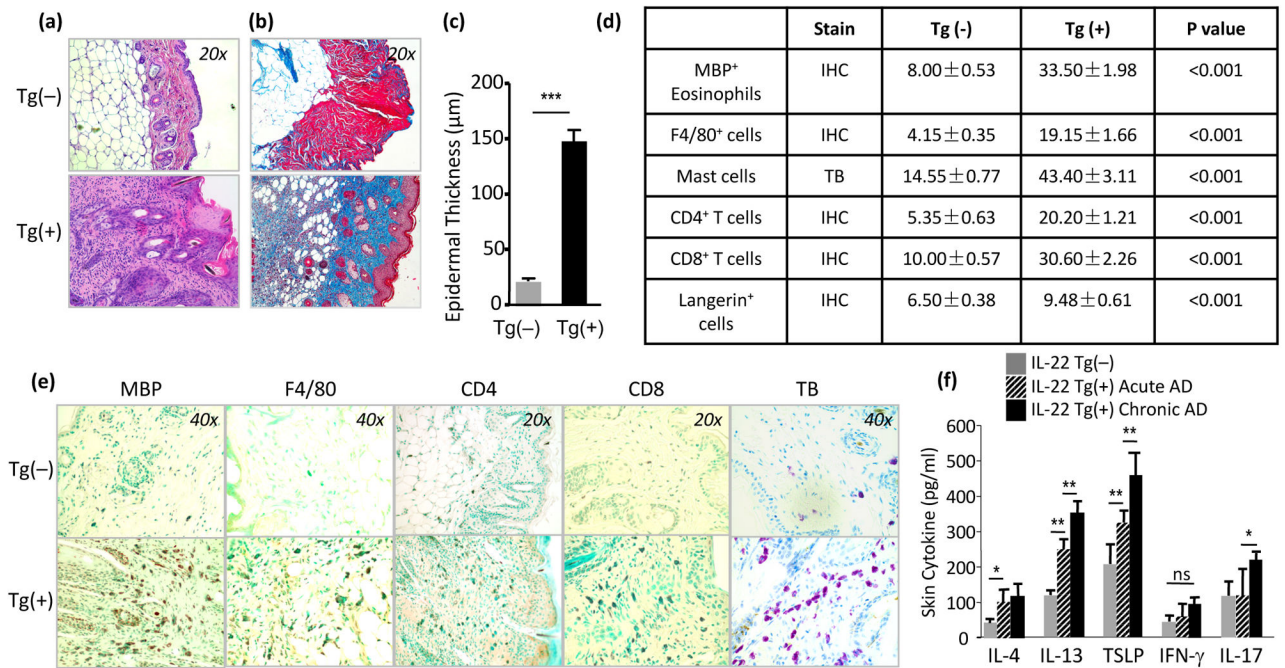 (a)
(b)
(c)
(d)
20x
20x
Tg(–)
Tg(+)
Epidermal Thickness (μm)
200
150
100
50
0
***
Tg(–)
Tg(+)
Stain
Tg (-)
Tg (+)
P value
MBP⁺
Eosinophils
IHC
8.00±0.53
33.50±1.98
<0.001
F4/80⁺ cells
IHC
4.15±0.35
19.15±1.66
<0.001
Mast cells
TB
14.55±0.77
43.40±3.11
<0.001
CD4⁺ T cells
IHC
5.35±0.63
20.20±1.21
<0.001
CD8⁺ T cells
IHC
10.00±0.57
30.60±2.26
<0.001
Langerin⁺
cells
IHC
6.50±0.38
9.48±0.61
<0.001
(e)
MBP
F4/80
CD4
CD8
TB
40x
40x
20x
20x
40x
Tg(–)
Tg(+)
(f)
IL-22 Tg(–)
IL-22 Tg(+) Acute AD
IL-22 Tg(+) Chronic AD
Skin Cytokine (pg/ml)
600
500
400
300
200
100
0
*
**
**
**
**
ns
*
IL-4
IL-13
TSLP
IFN-γ
IL-17